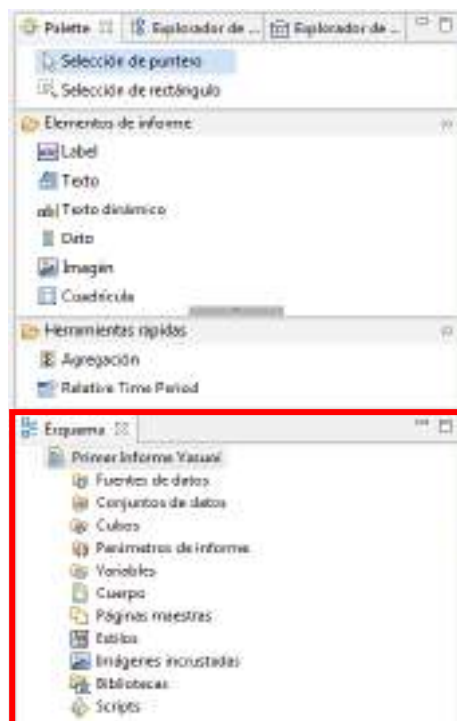 Palette
Explorador de ...
Explorador de ...
Selección de puntero
Selección de rectángulo
Elementos de informe
Label
Texto
ab| Texto dinámico
Dato
Imagen
Cuadrícula
Herramientas rápidas
Agregación
Relative Time Period
Esquema
Primer Informe Yasuni
Fuentes de datos
Conjuntos de datos
Cubos
Parámetros de informe
Variables
Cuerpo
Páginas maestras
Estilos
Imágenes incrustadas
Bibliotecas
Scripts